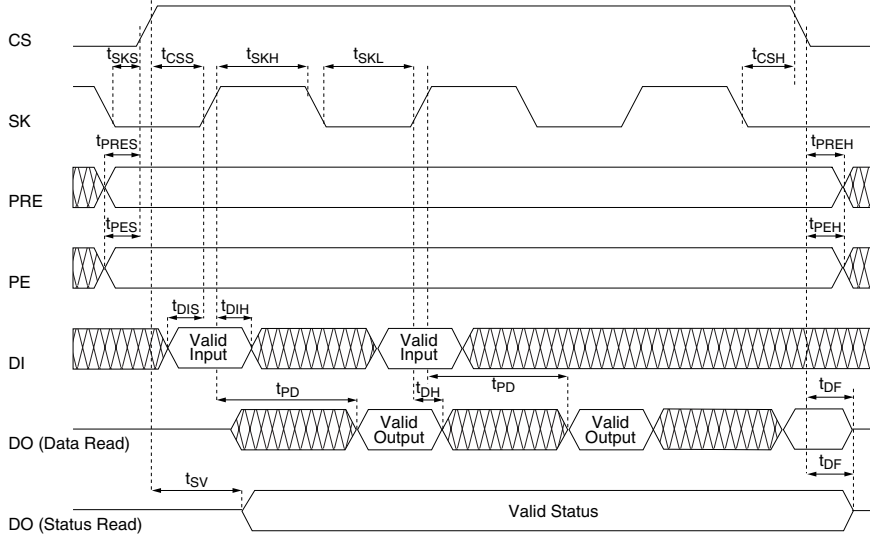 CS
tSKS
tCSS
tSKH
tSKL
tCSH
SK
tPRES
tPREH
PRE
tPES
tPEH
PE
tDIS
tDIH
DI
Valid
Input
Valid
Input
tPD
tDH
tPD
tDF
DO (Data Read)
Valid
Output
Valid
Output
tSV
tDF
DO (Status Read)
Valid Status